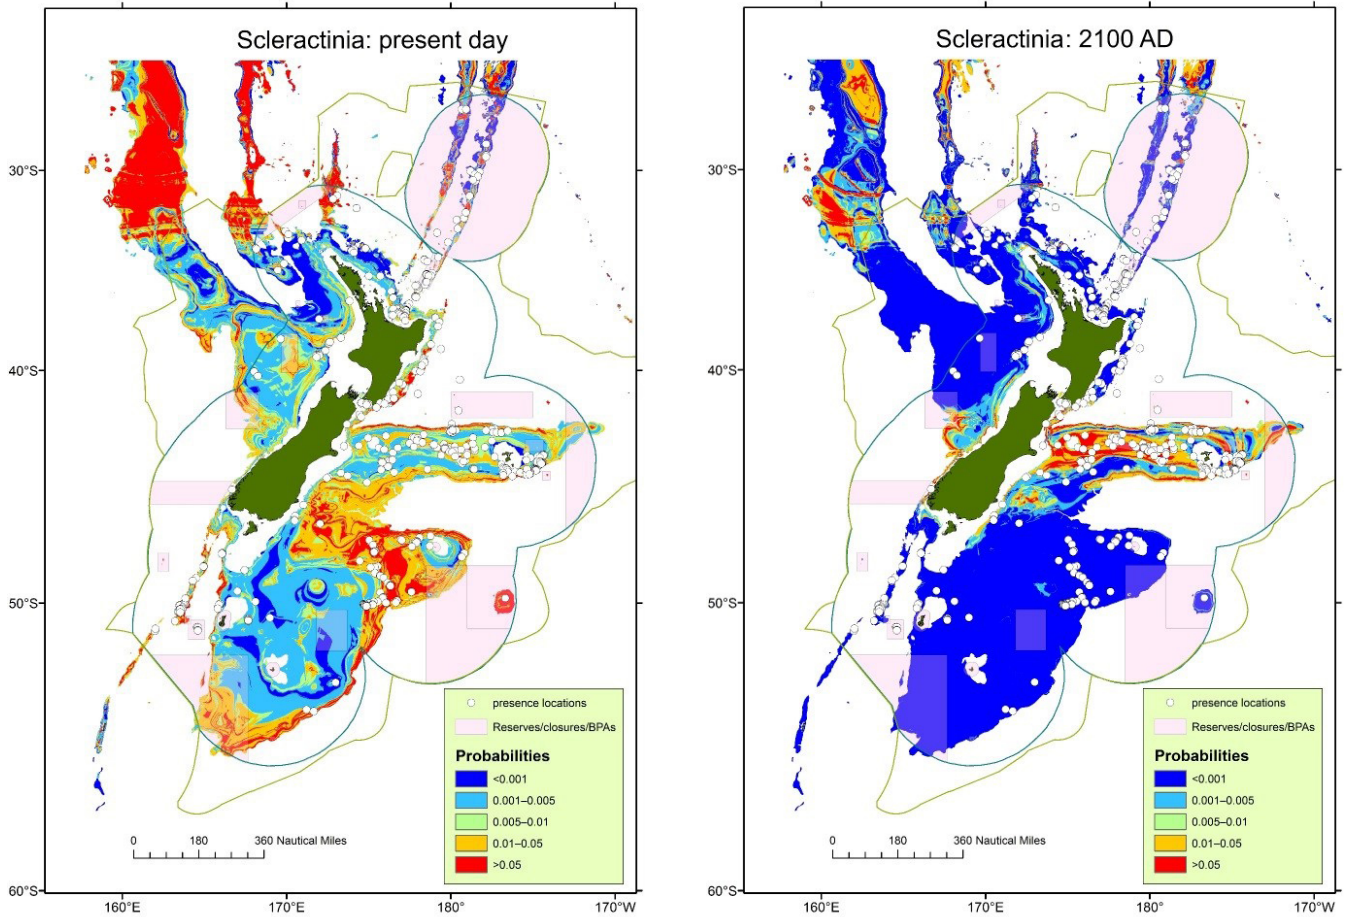 Scleractinia: present day
30°S
40°S
50°S
60°S
160°E
170°E
180°
170°W
0
180
360 Nautical Miles
presence locations
Reserves/closures/BPAs
Probabilities
<0.001
0.001–0.005
0.005–0.01
0.01–0.05
>0.05
Scleractinia: 2100 AD
30°S
40°S
50°S
60°S
160°E
170°E
180°
170°W
0
180
360 Nautical Miles
presence locations
Reserves/closures/BPAs
Probabilities
<0.001
0.001–0.005
0.005–0.01
0.01–0.05
>0.05